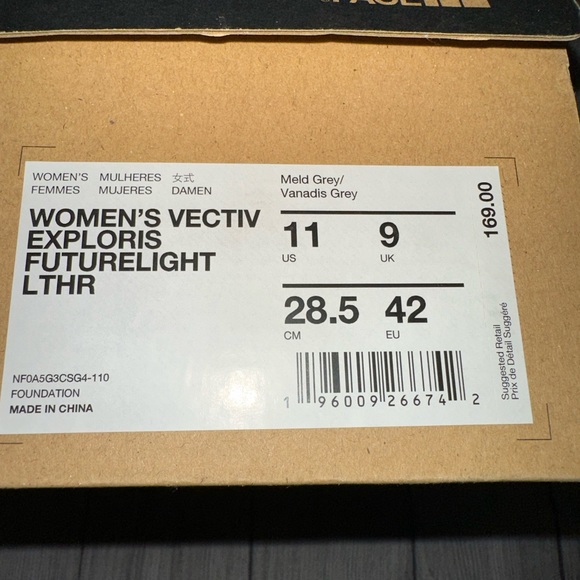 WOMEN'S MULHERES 女式
FEMMES MUJERES DAMEN
WOMEN'S VECTIV
EXPLORIS
FUTURELIGHT
LTHR
NF0A5G3CSG4-110
FOUNDATION
MADE IN CHINA
Meld Grey/
Vanadis Grey
11 9
US UK
28.5 42
CM EU
1 96009 26674 2
169.00
Suggested Retail
Prix de Détail Suggéré